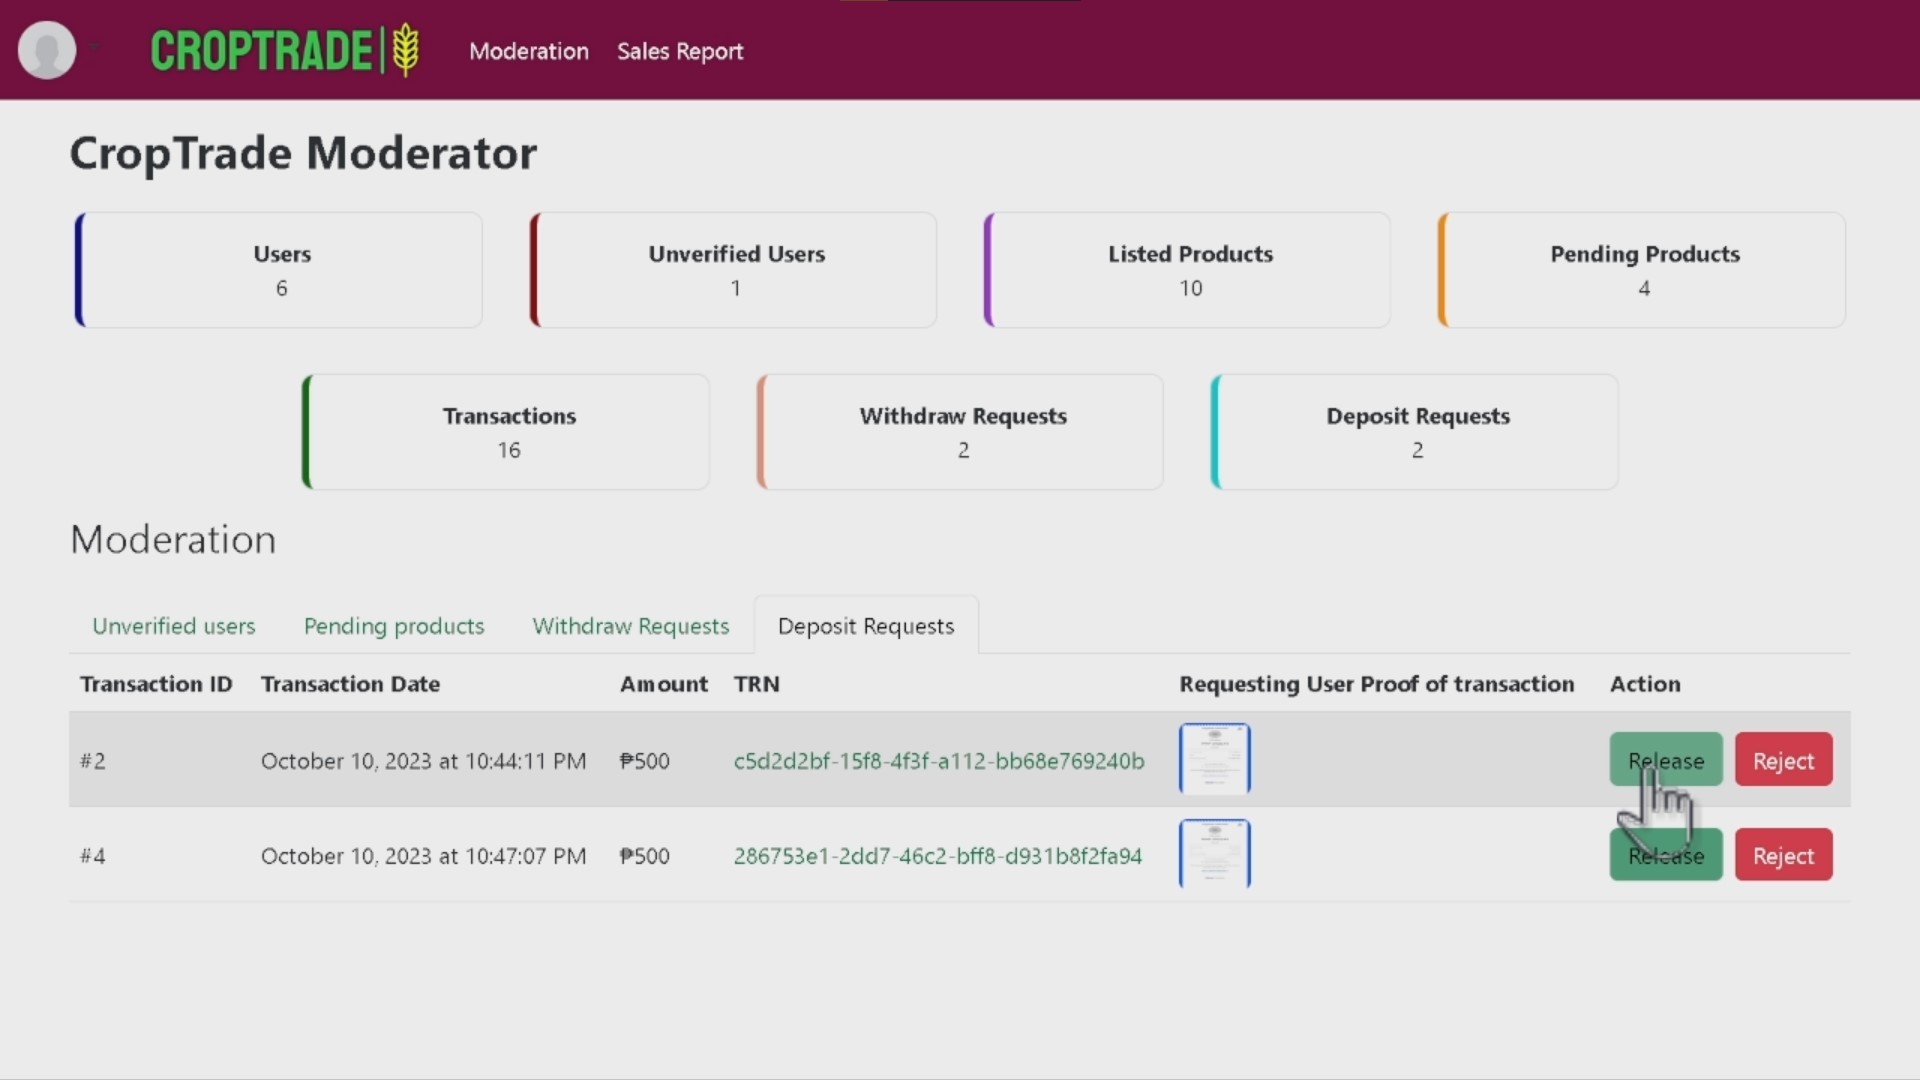 CROPTRADE
Moderation
Sales Report
CropTrade Moderator
Users
6
Unverified Users
1
Listed Products
10
Pending Products
4
Transactions
16
Withdraw Requests
2
Deposit Requests
2
Moderation
Unverified users
Pending products
Withdraw Requests
Deposit Requests
Transaction ID Transaction Date Amount TRN Requesting User Proof of transaction Action
#2 October 10, 2023 at 10:44:11 PM ₱500 c5d2d2bf-15f8-4f3f-a112-bb68e769240b Release Reject
#4 October 10, 2023 at 10:47:07 PM ₱500 286753e1-2dd7-46c2-bff8-d931b8f2fa94 Release Reject